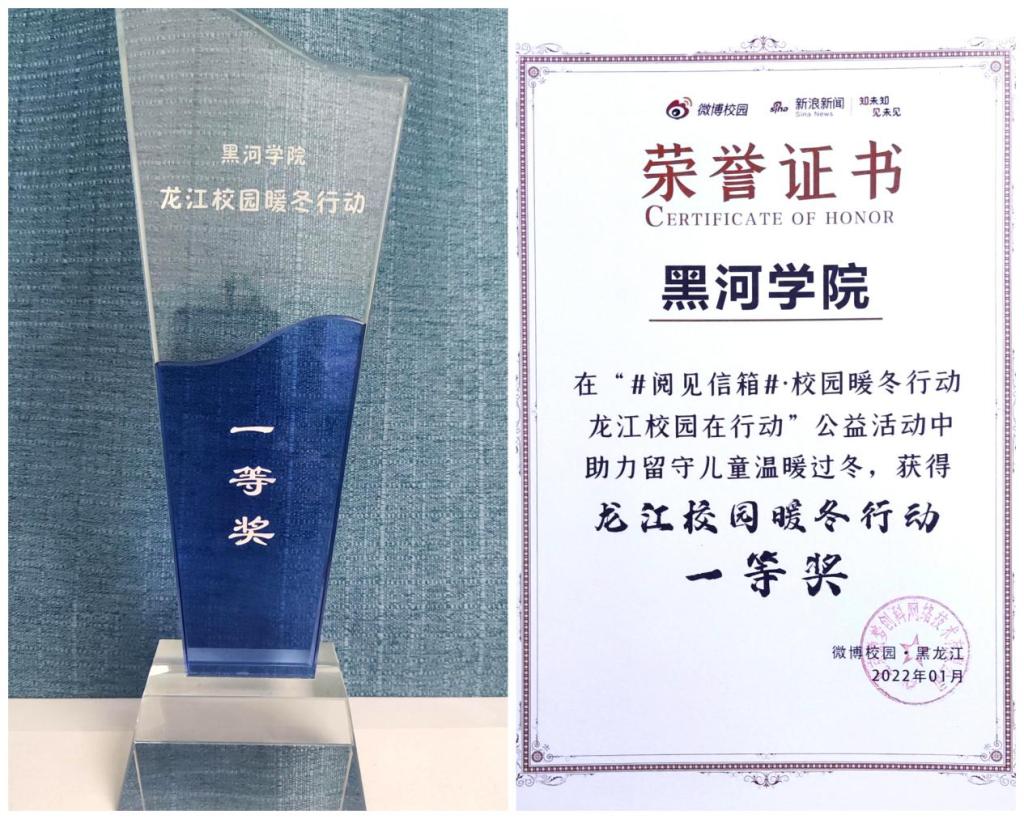 黑河学院
龙江校园暖冬行动
一
等
奖
微博校园
sina 新浪新闻
Sina News
知未知
见未见
荣誉证书
CERTIFICATE OF HONOR
黑河学院
在“#阅见信箱#·校园暖冬行动
龙江校园在行动”公益活动中
助力留守儿童温暖过冬，获得
龙江校园暖冬行动
一等奖
微博校园·黑龙江
2022年01月